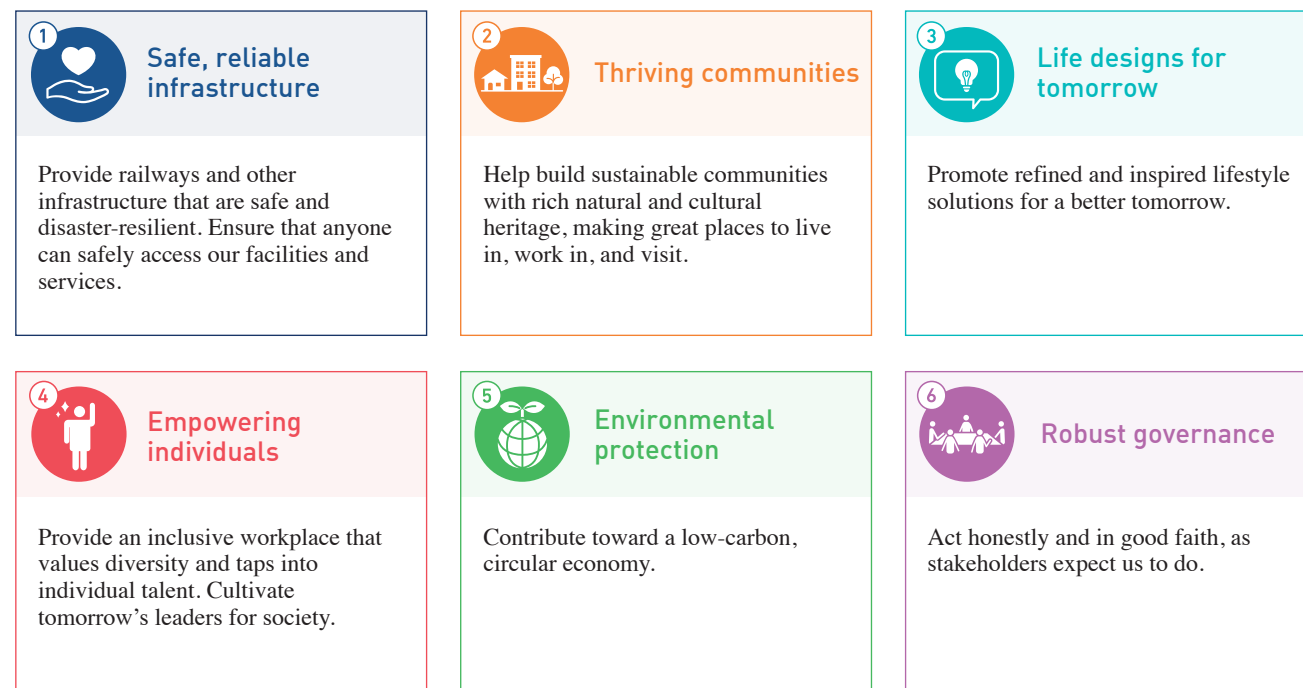 1
Safe, reliable
infrastructure
Provide railways and other
infrastructure that are safe and
disaster-resilient. Ensure that anyone
can safely access our facilities and
services.
2
Thriving communities
Help build sustainable communities
with rich natural and cultural
heritage, making great places to live
in, work in, and visit.
3
Life designs for
tomorrow
Promote refined and inspired lifestyle
solutions for a better tomorrow.
4
Empowering
individuals
Provide an inclusive workplace that
values diversity and taps into
individual talent. Cultivate
tomorrow’s leaders for society.
5
Environmental
protection
Contribute toward a low-carbon,
circular economy.
6
Robust governance
Act honestly and in good faith, as
stakeholders expect us to do.